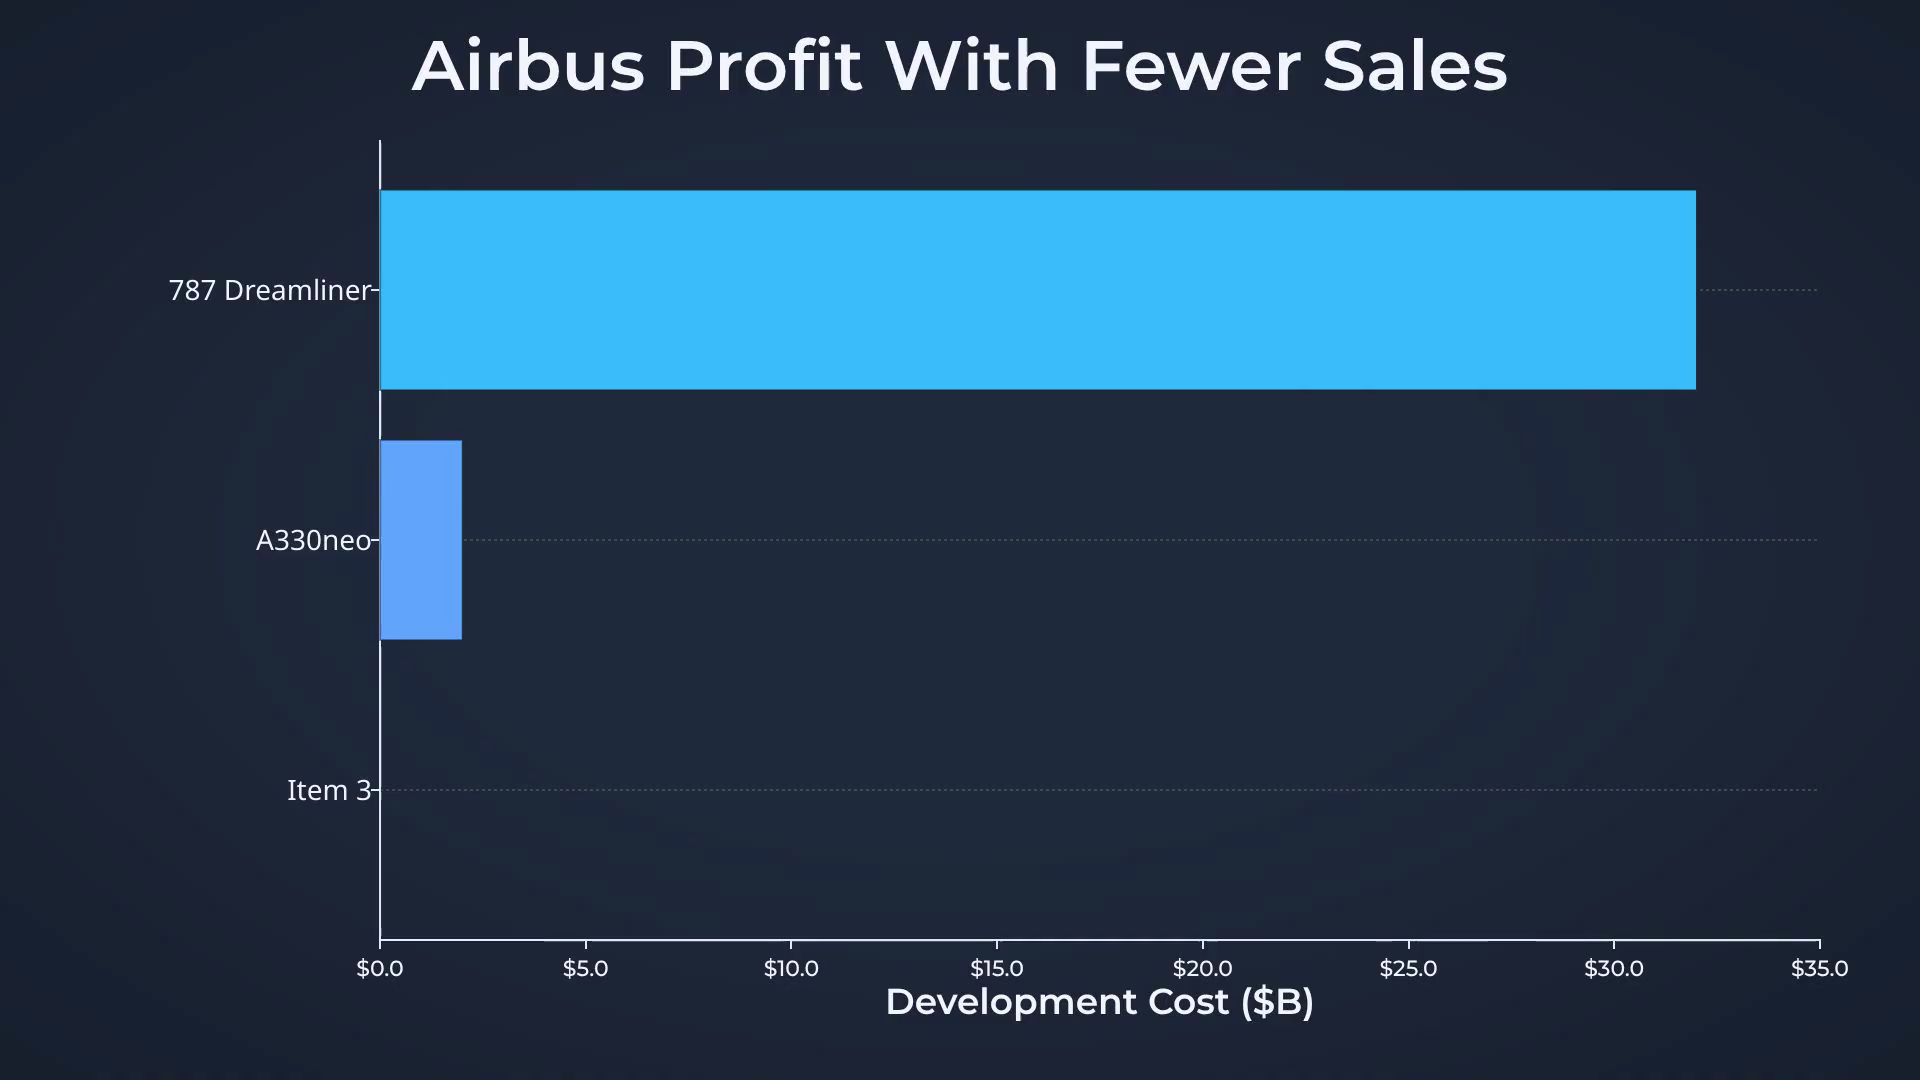 Airbus Profit With Fewer Sales
787 Dreamliner
A330neo
Item 3
$0.0 $5.0 $10.0 $15.0 $20.0 $25.0 $30.0 $35.0
Development Cost ($B)